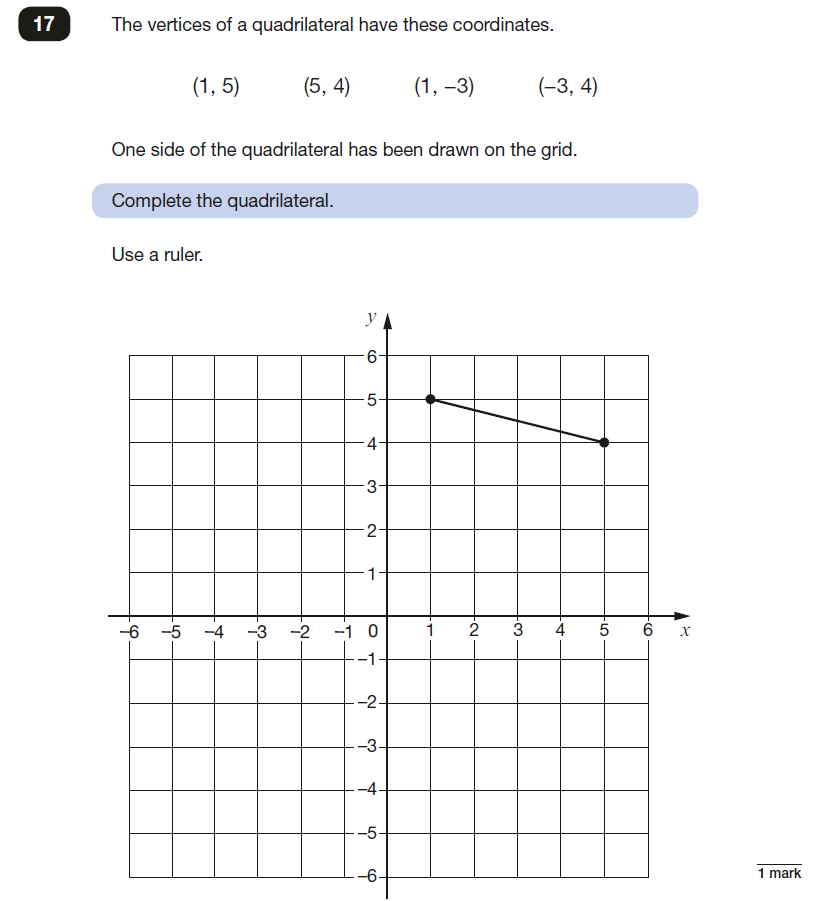 17 The vertices of a quadrilateral have these coordinates.
(1, 5) (5, 4) (1, –3) (–3, 4)
One side of the quadrilateral has been drawn on the grid.
Complete the quadrilateral.
Use a ruler.
y
6
5
4
3
2
1
–6 –5 –4 –3 –2 –1 0 1 2 3 4 5 6 x
–1
–2
–3
–4
–5
–6
1 mark